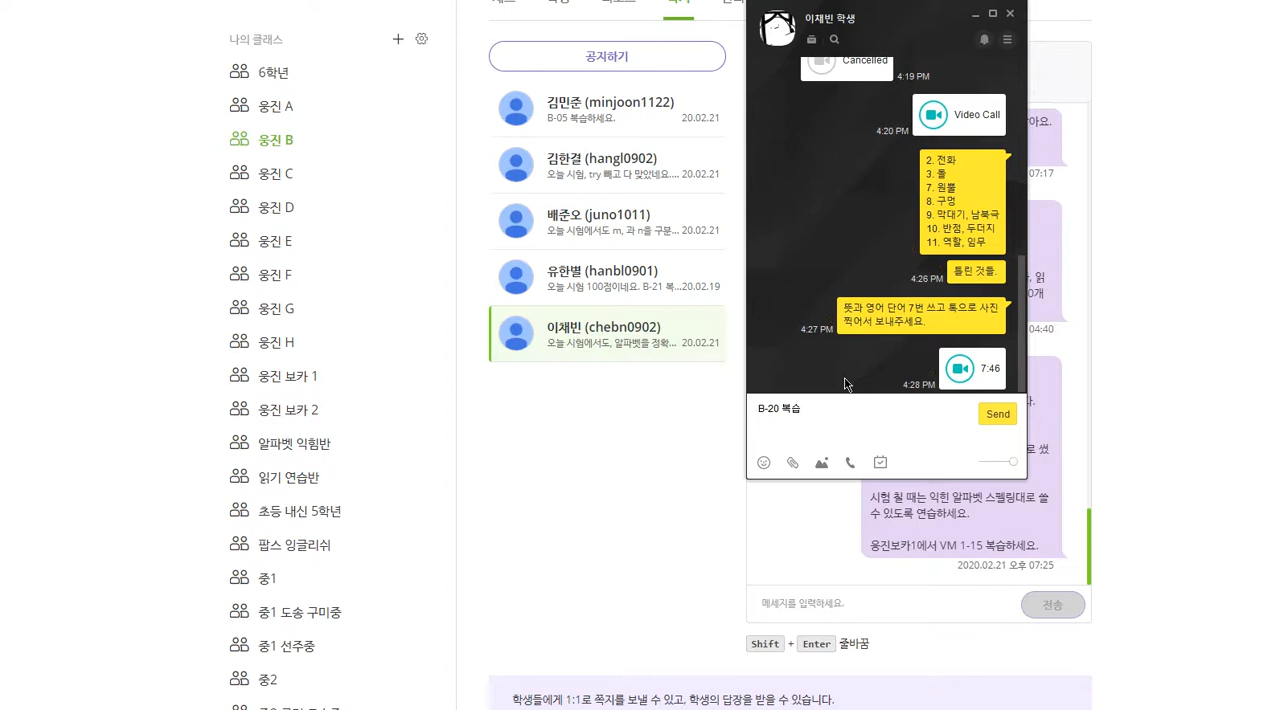 나의 클래스
6학년
웅진 A
웅진 B
웅진 C
웅진 D
웅진 E
웅진 F
웅진 G
웅진 H
웅진 보카 1
웅진 보카 2
알파벳 익힘반
읽기 연습반
초등 내신 5학년
팝스 잉글리쉬
중1
중1 도송 구미중
중1 선주중
중2
공지하기
김민준 (minjoon1122)
B-05 복습하세요. 20.02.21
김한결 (hangl0902)
오늘 시험, try 빼고 다 맞았네요.... 20.02.21
배준오 (juno1011)
오늘 시험에서도 m, 과 n을 구분... 20.02.21
유한별 (hanbl0901)
오늘 시험 100점이네요. B-21 복...20.02.19
이채빈 (chebn0902)
오늘 시험에서도, 알파벳을 정확... 20.02.21
이채빈 학생
Cancelled
4:19 PM
Video Call
4:20 PM
2. 전화
3. 돌
7. 원뿔
8. 구멍
9. 막대기, 남북극
10. 반점, 두더지
11. 역할, 임무
틀린 것들.
4:26 PM
뜻과 영어 단어 7번 쓰고 톡으로 사진
찍어서 보내주세요.
4:27 PM
7:46
4:28 PM
B-20 복습
Send
아요.
07:17
, 읽
0개
04:40
다.
로 썼
시험 칠 때는 익힌 알파벳 스펠링대로 쓸
수 있도록 연습하세요.
웅진보카1에서 VM 1-15 복습하세요.
2020.02.21 오후 07:25
메세지를 입력하세요.
전송
Shift + Enter 줄바꿈
학생들에게 1:1로 쪽지를 보낼 수 있고, 학생의 답장을 받을 수 있습니다.